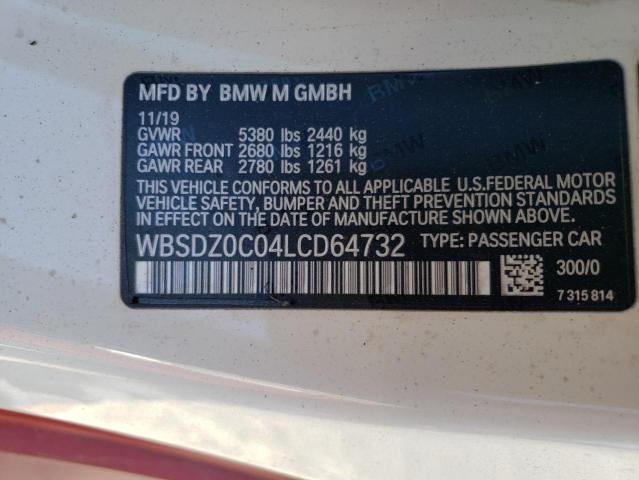 MFD BY BMW M GMBH
11/19
GVWR 5380 lbs 2440 kg
GAWR FRONT 2680 lbs 1216 kg
GAWR REAR 2780 lbs 1261 kg
THIS VEHICLE CONFORMS TO ALL APPLICABLE U.S.FEDERAL MOTOR
VEHICLE SAFETY, BUMPER AND THEFT PREVENTION STANDARDS
IN EFFECT ON THE DATE OF MANUFACTURE SHOWN ABOVE.
WBSDZ0C04LCD64732 TYPE: PASSENGER CAR
300/0
7 315 814